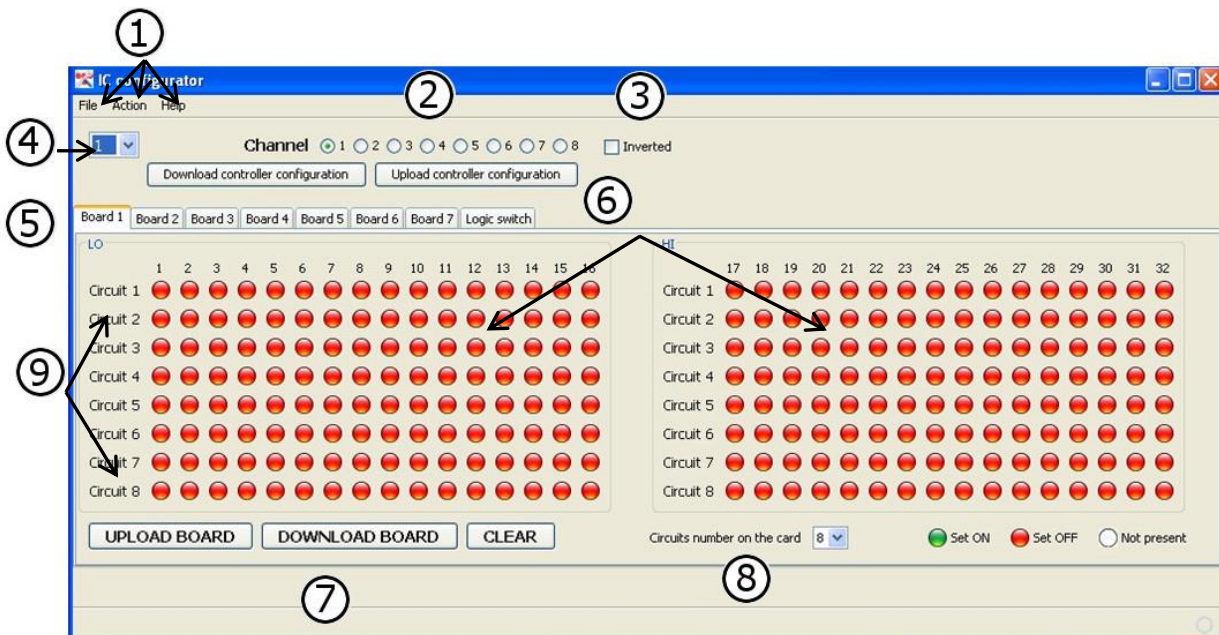 1
IC configurator
2
3
File Action Help
4
1
Channel 1 2 3 4 5 6 7 8 Inverted
Download controller configuration Upload controller configuration
6
5
Board 1 Board 2 Board 3 Board 4 Board 5 Board 6 Board 7 Logic switch
LO HI
1 2 3 4 5 6 7 8 9 10 11 12 13 14 15 16 17 18 19 20 21 22 23 24 25 26 27 28 29 30 31 32
Circuit 1 Circuit 1
Circuit 2 Circuit 2
Circuit 3 Circuit 3
9
Circuit 4 Circuit 4
Circuit 5 Circuit 5
Circuit 6 Circuit 6
Circuit 7 Circuit 7
Circuit 8 Circuit 8
UPLOAD BOARD DOWNLOAD BOARD CLEAR Circuits number on the card 8 Set ON Set OFF Not present
8
7